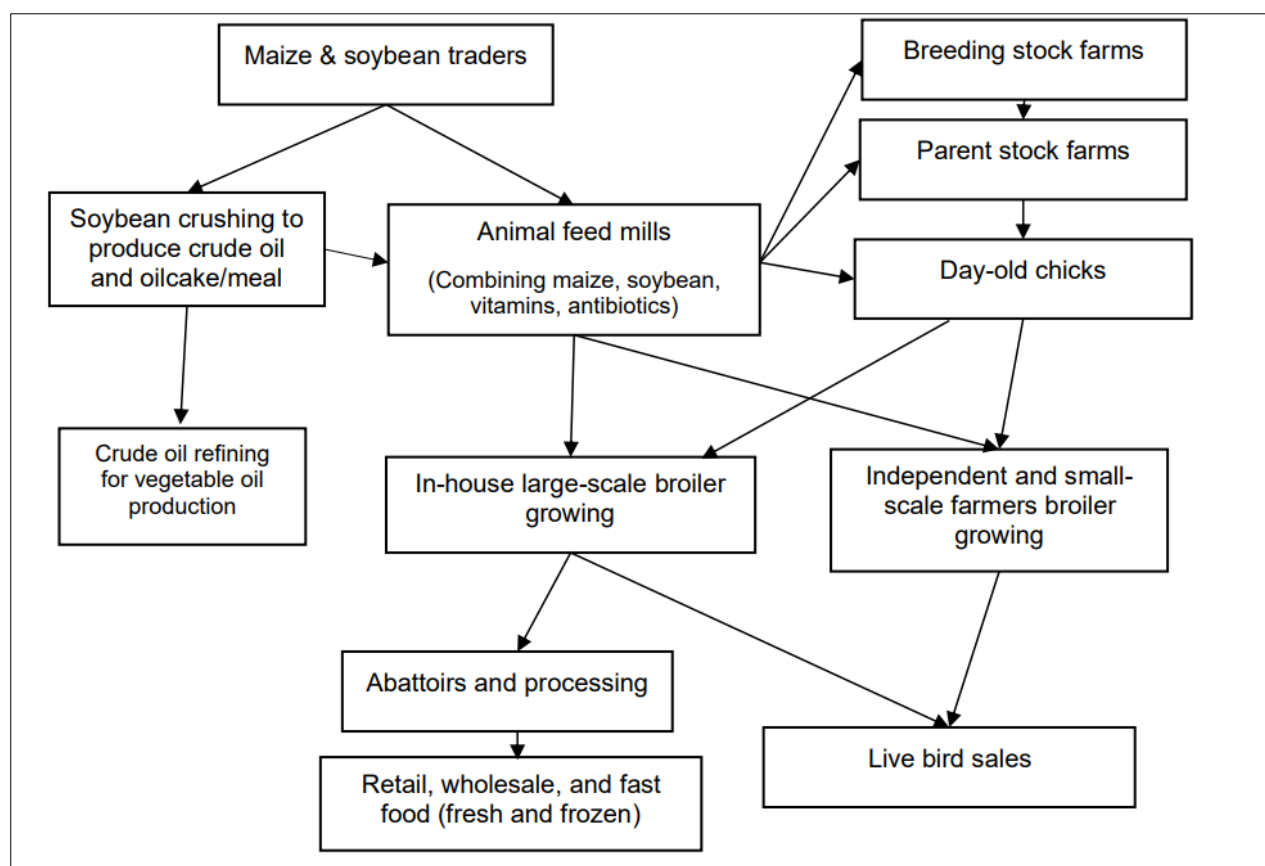 Maize & soybean traders
Breeding stock farms
Parent stock farms
Soybean crushing to
produce crude oil
and oilcake/meal
Animal feed mills
(Combining maize, soybean,
vitamins, antibiotics)
Day-old chicks
Crude oil refining
for vegetable oil
production
In-house large-scale broiler
growing
Independent and small-
scale farmers broiler
growing
Abattoirs and processing
Live bird sales
Retail, wholesale, and fast
food (fresh and frozen)